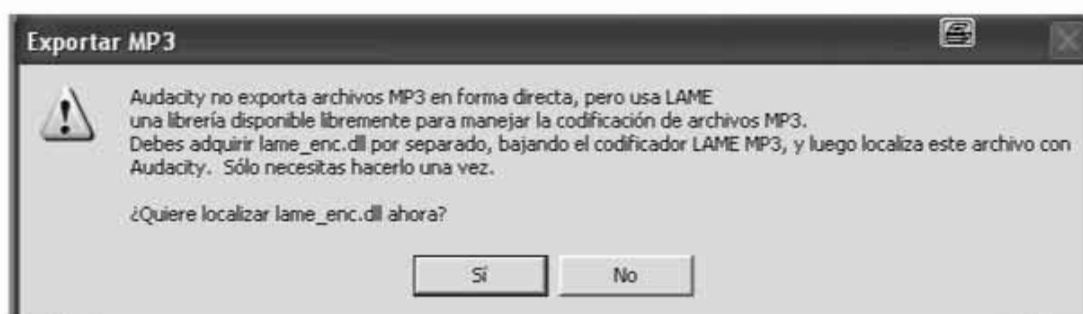 Exportar MP3
Audacity no exporta archivos MP3 en forma directa, pero usa LAME
una librería disponible libremente para manejar la codificación de archivos MP3.
Debes adquirir lame_enc.dll por separado, bajando el codificador LAME MP3, y luego localiza este archivo con
Audacity. Sólo necesitas hacerlo una vez.
¿Quiere localizar lame_enc.dll ahora?
Sí
No